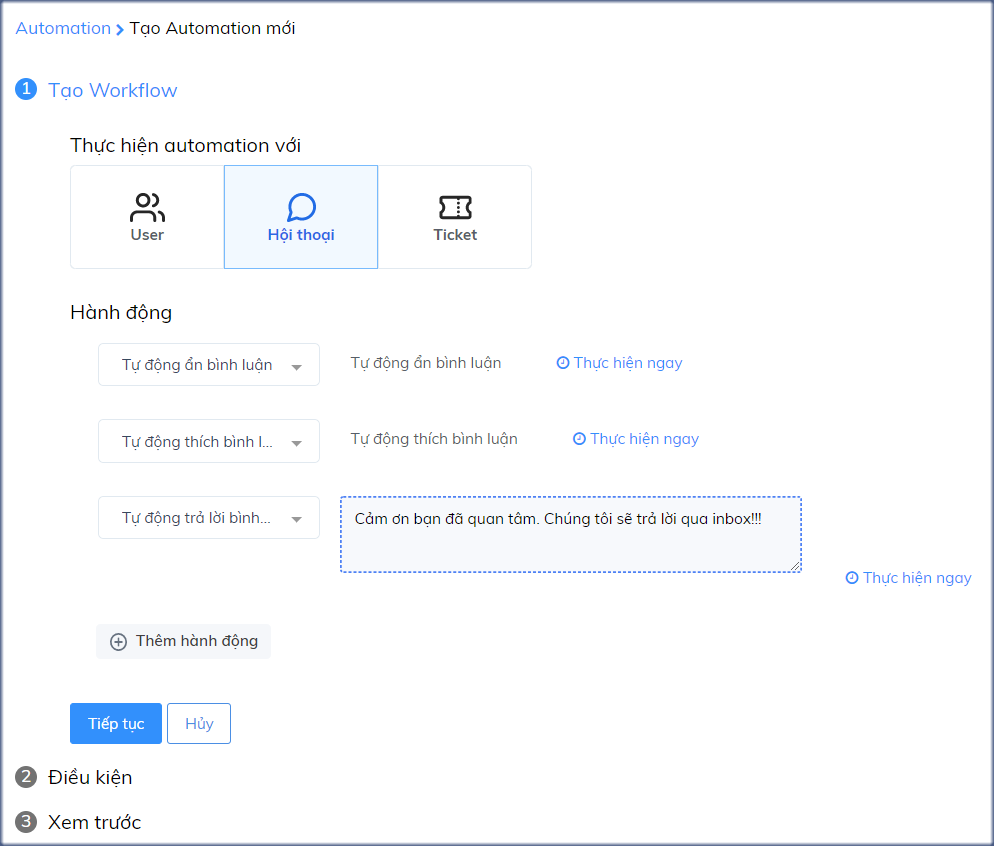 Automation > Tạo Automation mới
1 Tạo Workflow
Thực hiện automation với
User Hội thoại Ticket
Hành động
Tự động ẩn bình luận Tự động ẩn bình luận Thực hiện ngay
Tự động thích bình l... Tự động thích bình luận Thực hiện ngay
Tự động trả lời bình... Cảm ơn bạn đã quan tâm. Chúng tôi sẽ trả lời qua inbox!!!
Thực hiện ngay
Thêm hành động
Tiếp tục Hủy
2 Điều kiện
3 Xem trước